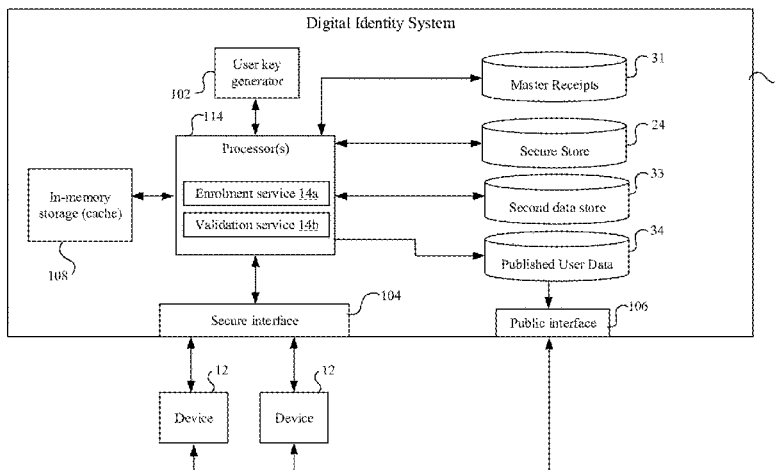 Digital Identity System
User key
generator
102
114
Processor(s)
Enrolment service 14a
Validation service 14b
In-memory
storage (cache)
108
31
Master Receipts
24
Secure Store
33
Second data store
34
Published User Data
104
Secure interface
106
Public interface
12
Device
12
Device